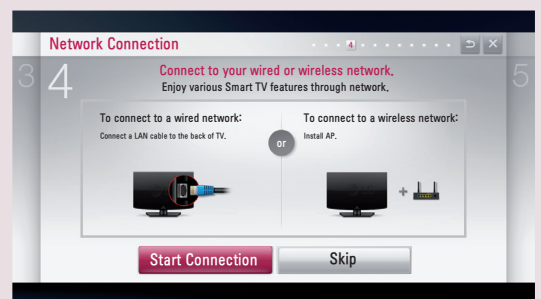 Network Connection
4
3
4
5
Connect to your wired or wireless network.
Enjoy various Smart TV features through network.
To connect to a wired network:
Connect a LAN cable to the back of TV.
or
To connect to a wireless network:
Install AP.
Start Connection
Skip